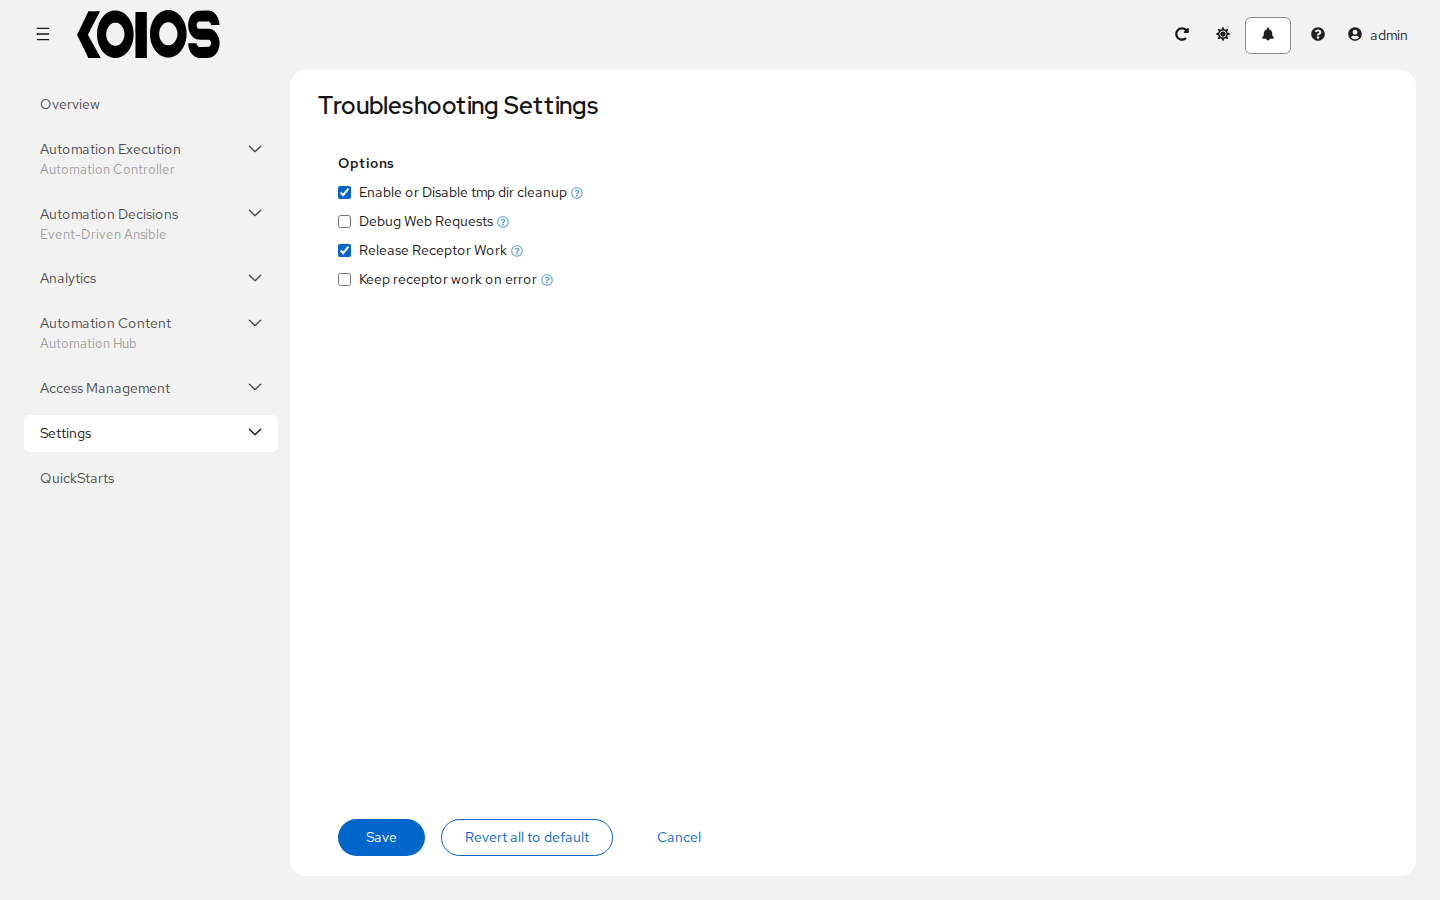 KOIOS
admin
Overview
Automation Execution
Automation Controller
Automation Decisions
Event-Driven Ansible
Analytics
Automation Content
Automation Hub
Access Management
Settings
QuickStarts
Troubleshooting Settings
Options
Enable or Disable tmp dir cleanup
Debug Web Requests
Release Receptor Work
Keep receptor work on error
Save
Revert all to default
Cancel